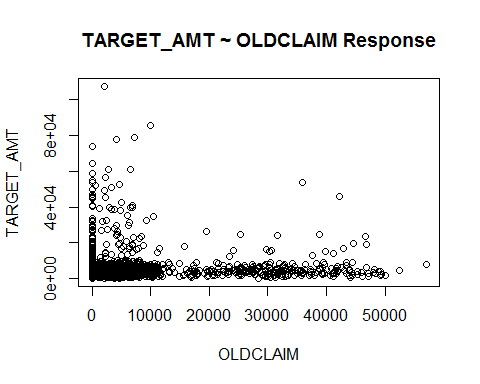 TARGET_AMT ~ OLDCLAIM Response
TARGET_AMT
8e+04
4e+04
0e+00
0 10000 20000 30000 40000 50000
OLDCLAIM